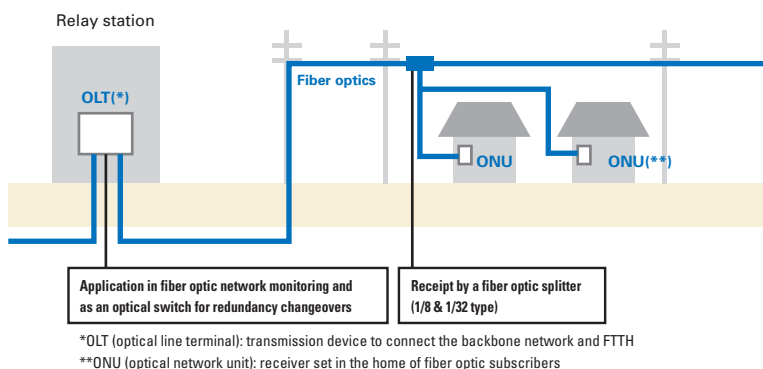 Relay station
OLT(*)
Fiber optics
ONU
ONU(**)
Application in fiber optic network monitoring and
as an optical switch for redundancy changeovers
Receipt by a fiber optic splitter
(1/8 & 1/32 type)
*OLT (optical line terminal): transmission device to connect the backbone network and FTTH
**ONU (optical network unit): receiver set in the home of fiber optic subscribers